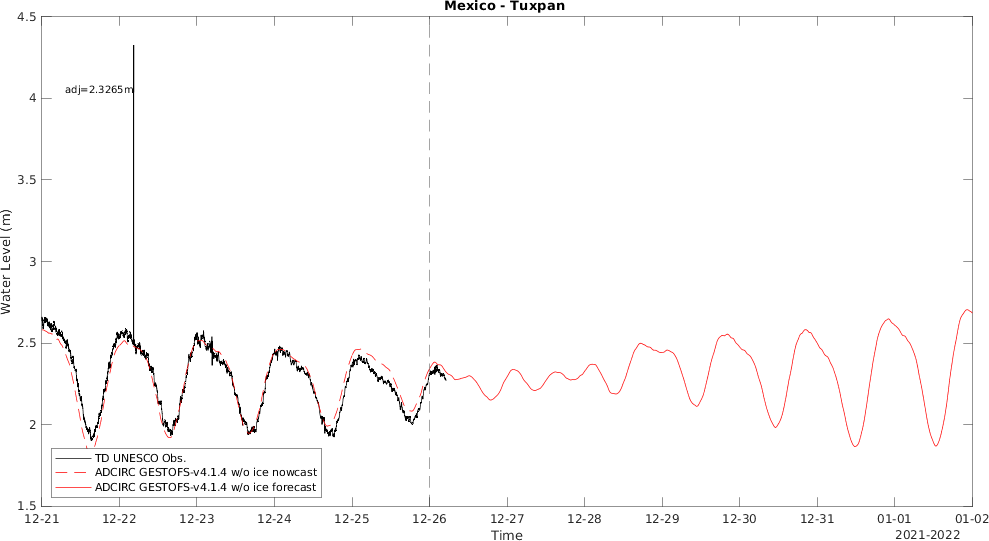 Mexico - Tuxpan
4.5
4
3.5
3
2.5
2
1.5
Water Level (m)
adj=2.3265m
TD UNESCO Obs.
ADCIRC GESTOFS-v4.1.4 w/o ice nowcast
ADCIRC GESTOFS-v4.1.4 w/o ice forecast
12-21 12-22 12-23 12-24 12-25 12-26 12-27 12-28 12-29 12-30 12-31 01-01 01-02
Time
2021-2022